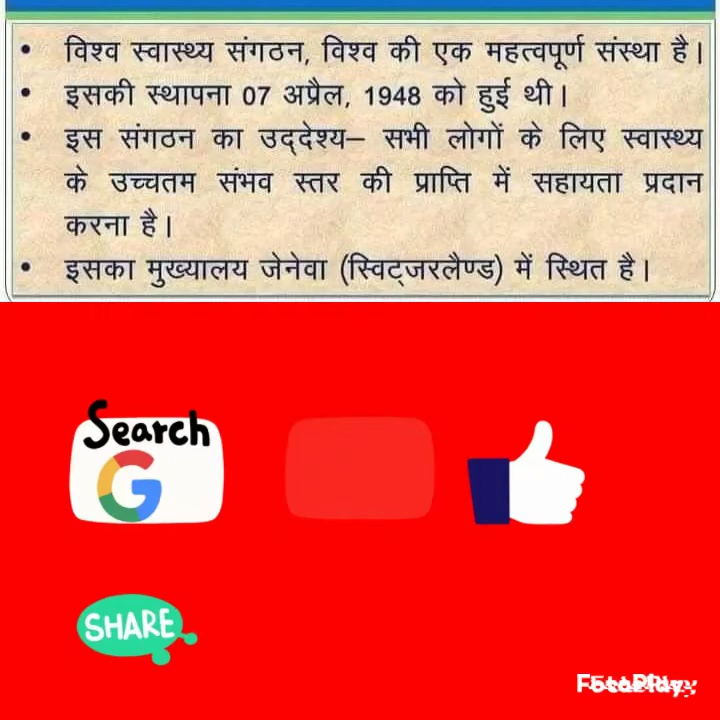 • विश्व स्वास्थ्य संगठन, विश्व की एक महत्वपूर्ण संस्था है।
• इसकी स्थापना 07 अप्रैल, 1948 को हुई थी।
• इस संगठन का उद्देश्य– सभी लोगों के लिए स्वास्थ्य
के उच्चतम संभव स्तर की प्राप्ति में सहायता प्रदान
करना है।
• इसका मुख्यालय जेनेवा (स्विट्जरलैण्ड) में स्थित है।
Search
G
SHARE